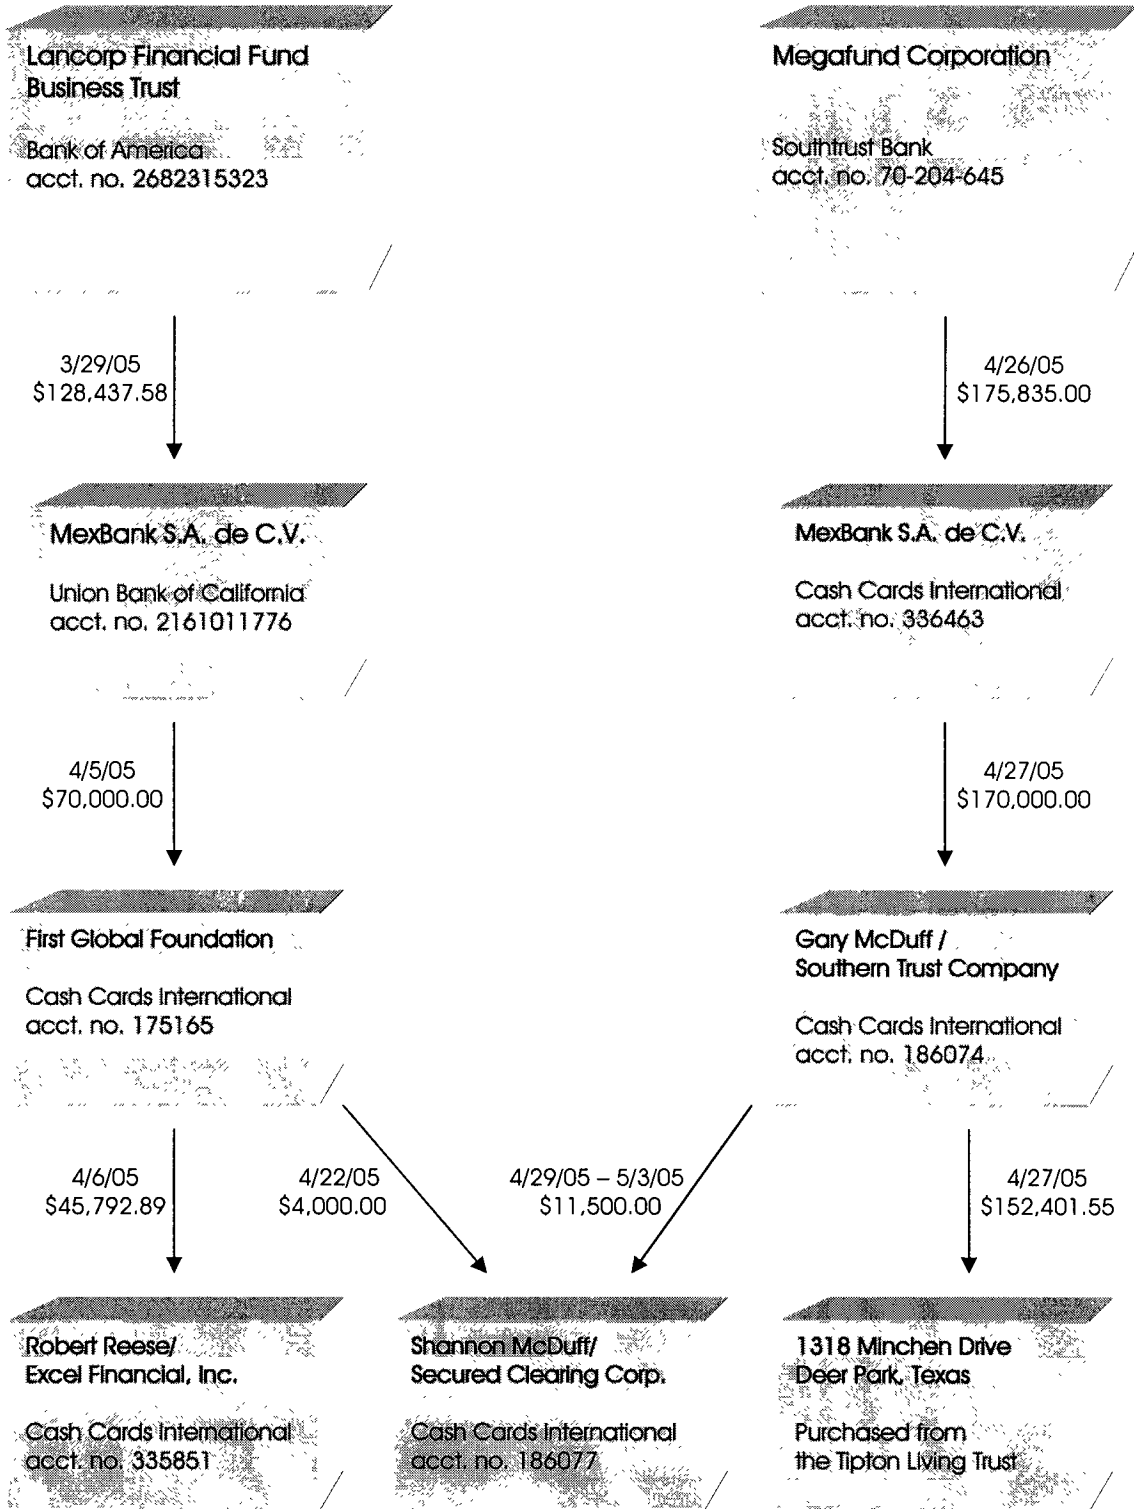 Lancorp Financial Fund
Business Trust
Bank of America
acct. no. 2682315323
Megafund Corporation
Southtrust Bank
acct. no. 70-204-645
3/29/05
$128,437.58
4/26/05
$175,835.00
MexBank S.A. de C.V.
Union Bank of California
acct. no. 2161011776
MexBank S.A. de C.V.
Cash Cards International
acct. no. 336463
4/5/05
$70,000.00
4/27/05
$170,000.00
First Global Foundation
Cash Cards International
acct. no. 175165
Gary McDuff /
Southern Trust Company
Cash Cards International
acct. no. 186074
4/6/05
$45,792.89
4/22/05
$4,000.00
4/29/05 – 5/3/05
$11,500.00
4/27/05
$152,401.55
Robert Reese/
Excel Financial, Inc.
Cash Cards International
acct. no. 335851
Shannon McDuff/
Secured Clearing Corp.
Cash Cards International
acct. no. 186077
1318 Minchen Drive
Deer Park, Texas
Purchased from
the Tipton Living Trust